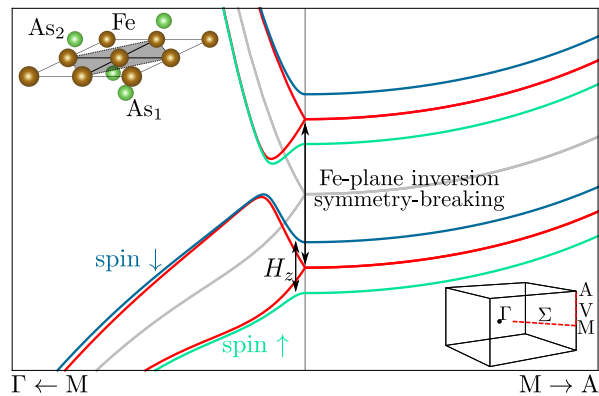 As₂ Fe
As₁
Fe-plane inversion
symmetry-breaking
H_z
spin ↓
spin ↑
A
V
Γ Σ M
Γ ← M M → A